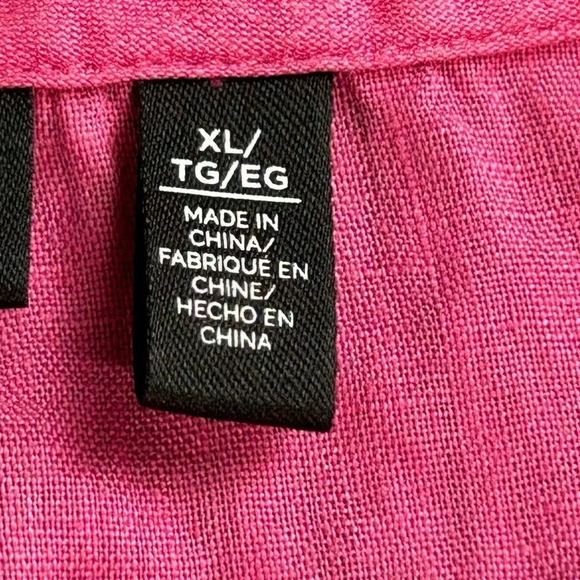 XL/
TG/EG
MADE IN
CHINA/
FABRIQUÉ EN
CHINE/
HECHO EN
CHINA